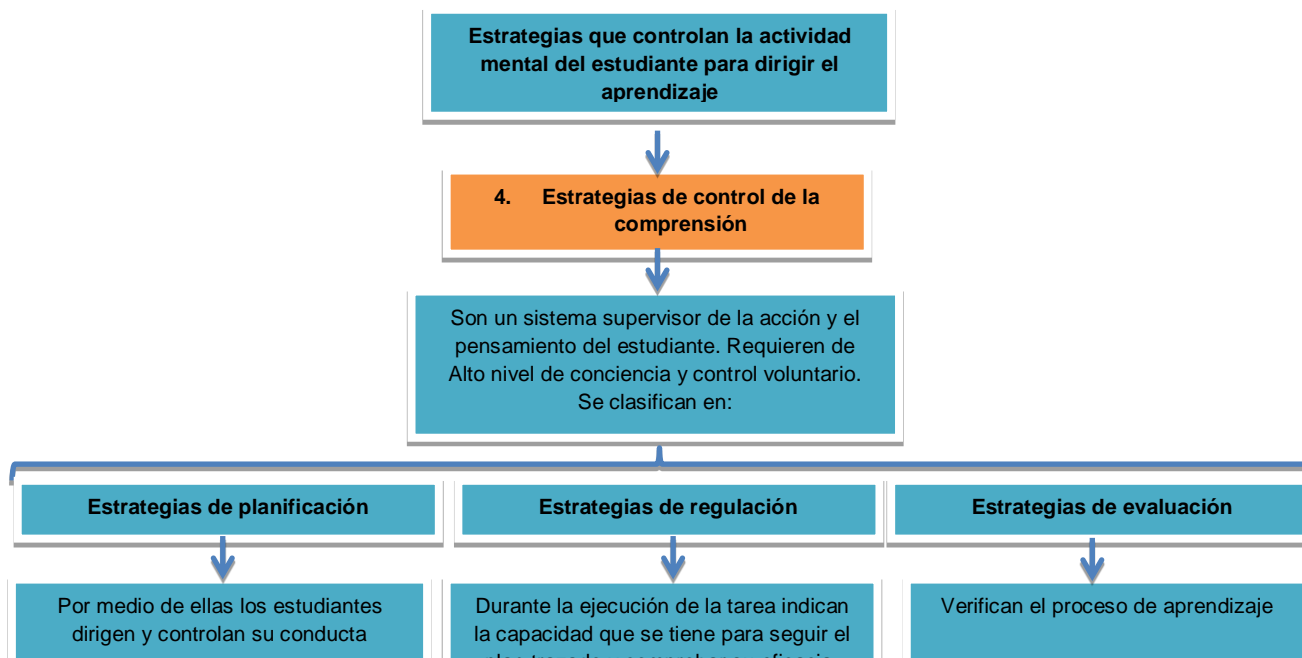 Estrategias que controlan la actividad
mental del estudiante para dirigir el
aprendizaje
4. Estrategias de control de la
comprensión
Son un sistema supervisor de la acción y el
pensamiento del estudiante. Requieren de
Alto nivel de conciencia y control voluntario.
Se clasifican en:
Estrategias de planificación
Estrategias de regulación
Estrategias de evaluación
Por medio de ellas los estudiantes
dirigen y controlan su conducta
Durante la ejecución de la tarea indican
la capacidad que se tiene para seguir el
Verifican el proceso de aprendizaje